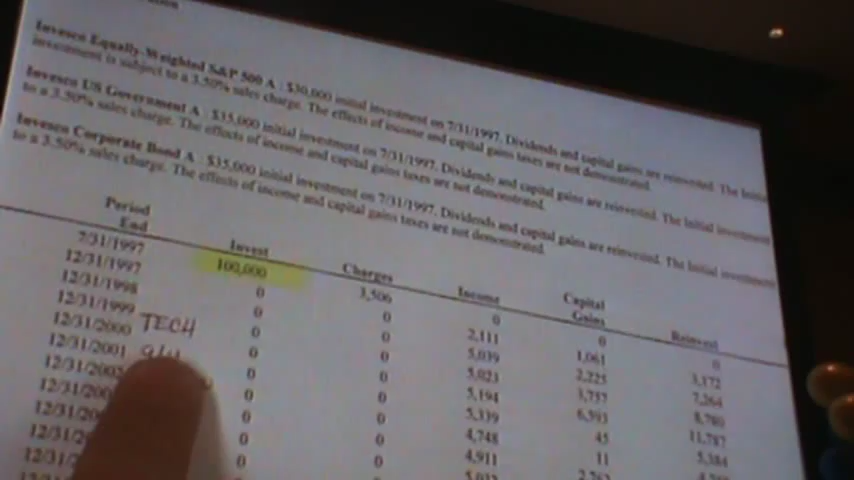 Invesco Equally-Weighted S&P 500 A : $30,000 initial investment on 7/31/1997. Dividends and capital gains are reinvested. The Initial
investment is subject to a 3.50% sales charge. The effects of income and capital gains taxes are not demonstrated.
Invesco US Government A : $35,000 initial investment on 7/31/1997. Dividends and capital gains are reinvested. The Initial investment
to a 3.50% sales charge. The effects of income and capital gains taxes are not demonstrated.
Invesco Corporate Bond A : $35,000 initial investment on 7/31/1997. Dividends and capital gains are reinvested. The Initial investment
to a 3.50% sales charge. The effects of income and capital gains taxes are not demonstrated.
Period End Invest Charges Income Capital Gains Reinvest
7/31/1997 100,000 3,506 0 0 0
12/31/1997 0 0 2,111 1,061 3,172
12/31/1998 0 0 5,039 2,225 7,264
12/31/1999 0 0 5,023 3,757 8,780
12/31/2000 TECH 0 0 5,194 6,593 11,787
12/31/2001 0 0 5,339 45 5,384
12/31/2002 0 0 4,748 11
0 0 4,911
0 0